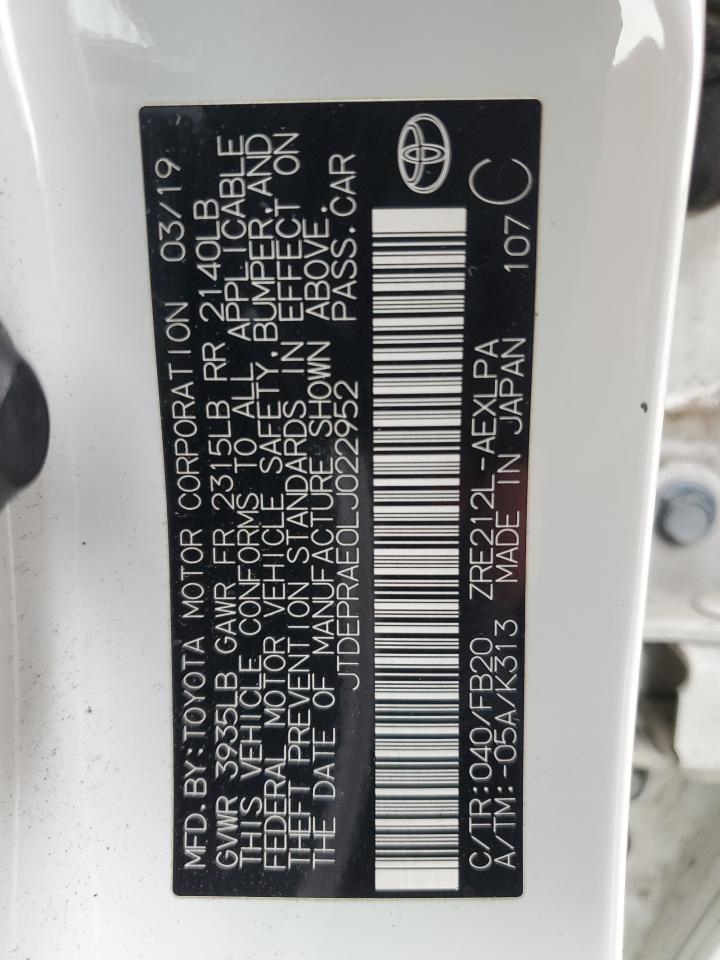 MFD.BY:TOYOTA MOTOR CORPORATION 03/19
GVWR 3935LB GAWR FR 2315LB RR 2140LB
THIS VEHICLE CONFORMS TO ALL APPLICABLE
FEDERAL MOTOR VEHICLE SAFETY,BUMPER,AND
THEFT PREVENTION STANDARDS IN EFFECT ON
THE DATE OF MANUFACTURE SHOWN ABOVE.
JTDEPRAE0LJ022952 PASS.CAR
C/TR:040/FB20 ZRE212L-AEXLPA
A/TM:-05A/K313 MADE IN JAPAN 107 C